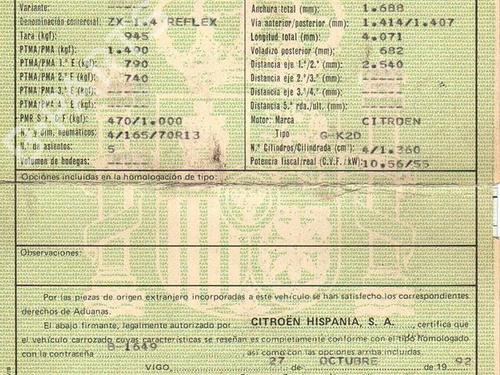 Variante: -----
Denominación comercial: ZX-1.4 REFLEX
Tara (kgf): 945
PTMA/PMA (kgf): 1.490
PTMA/PMA 1.º E (kgf): 790
PTMA/PMA 2.º E (kgf): 740
PTMA/PMA 3.º E (kgf): -----
PTMA/PMA 4.º E (kgf): -----
PMR S/F, C/F (kgf): 470/1.000
N.º y dim. neumáticos: 4/165/70R13
N.º de asientos: 5
Volumen de bodegas: -----
Anchura total (mm): 1.688
Vía anterior/posterior (mm): 1.414/1.407
Longitud total (mm): 4.071
Voladizo posterior (mm): 682
Distancia eje 1.º/2.º (mm): 2.540
Distancia eje 2.º/3.º (mm): -----
Distancia eje 3.º/4.º (mm): -----
Distancia 5.ª rda./ult. (mm): -----
Motor: Marca CITROEN
Tipo FG-K2D
N.º Cilindros/Cilindrada (cm³): 4/1.360
Potencia fiscal/real (C.V.F./kW): 10,56/55
Opciones incluidas en la homologación de tipo:
Observaciones:
Por las piezas de origen extranjero incorporadas a este vehículo se han satisfecho los correspondientes
derechos de Aduanas.
El abajo firmante, legalmente autorizado por CITROËN HISPANIA, S. A. certifica que
el vehículo carrozado cuyas características se reseñan es completamente conforme con el tipo homologado
con la contraseña B-1649, así como con las opciones arriba incluidas.
VIGO, 27 de OCTUBRE de 19 92